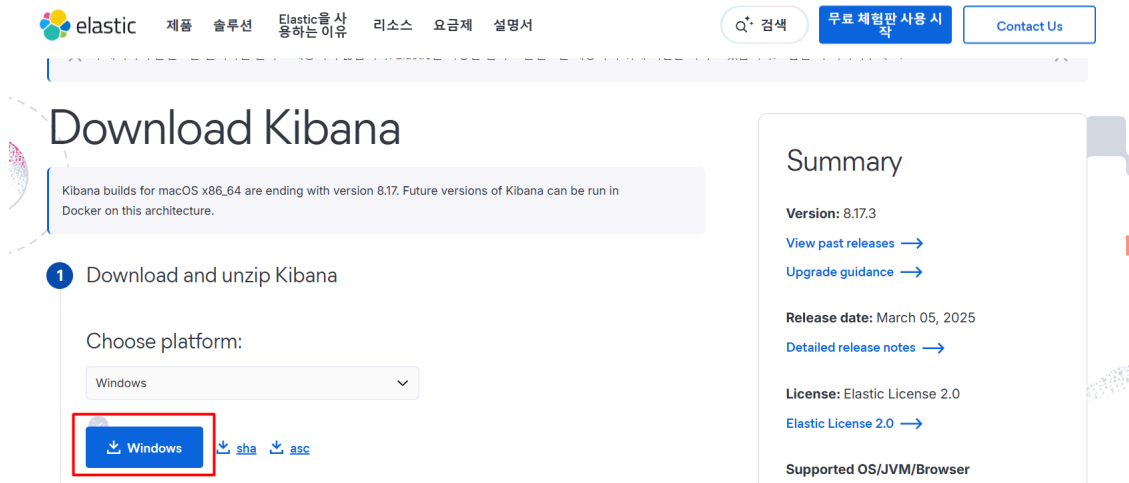 elastic
제품
솔루션
Elastic을 사
용하는 이유
리소스
요금제
설명서
검색
무료 체험판 사용 시
작
Contact Us
Download Kibana
Kibana builds for macOS x86_64 are ending with version 8.17. Future versions of Kibana can be run in
Docker on this architecture.
1 Download and unzip Kibana
Choose platform:
Windows
Windows
sha
asc
Summary
Version: 8.17.3
View past releases
Upgrade guidance
Release date: March 05, 2025
Detailed release notes
License: Elastic License 2.0
Elastic License 2.0
Supported OS/JVM/Browser